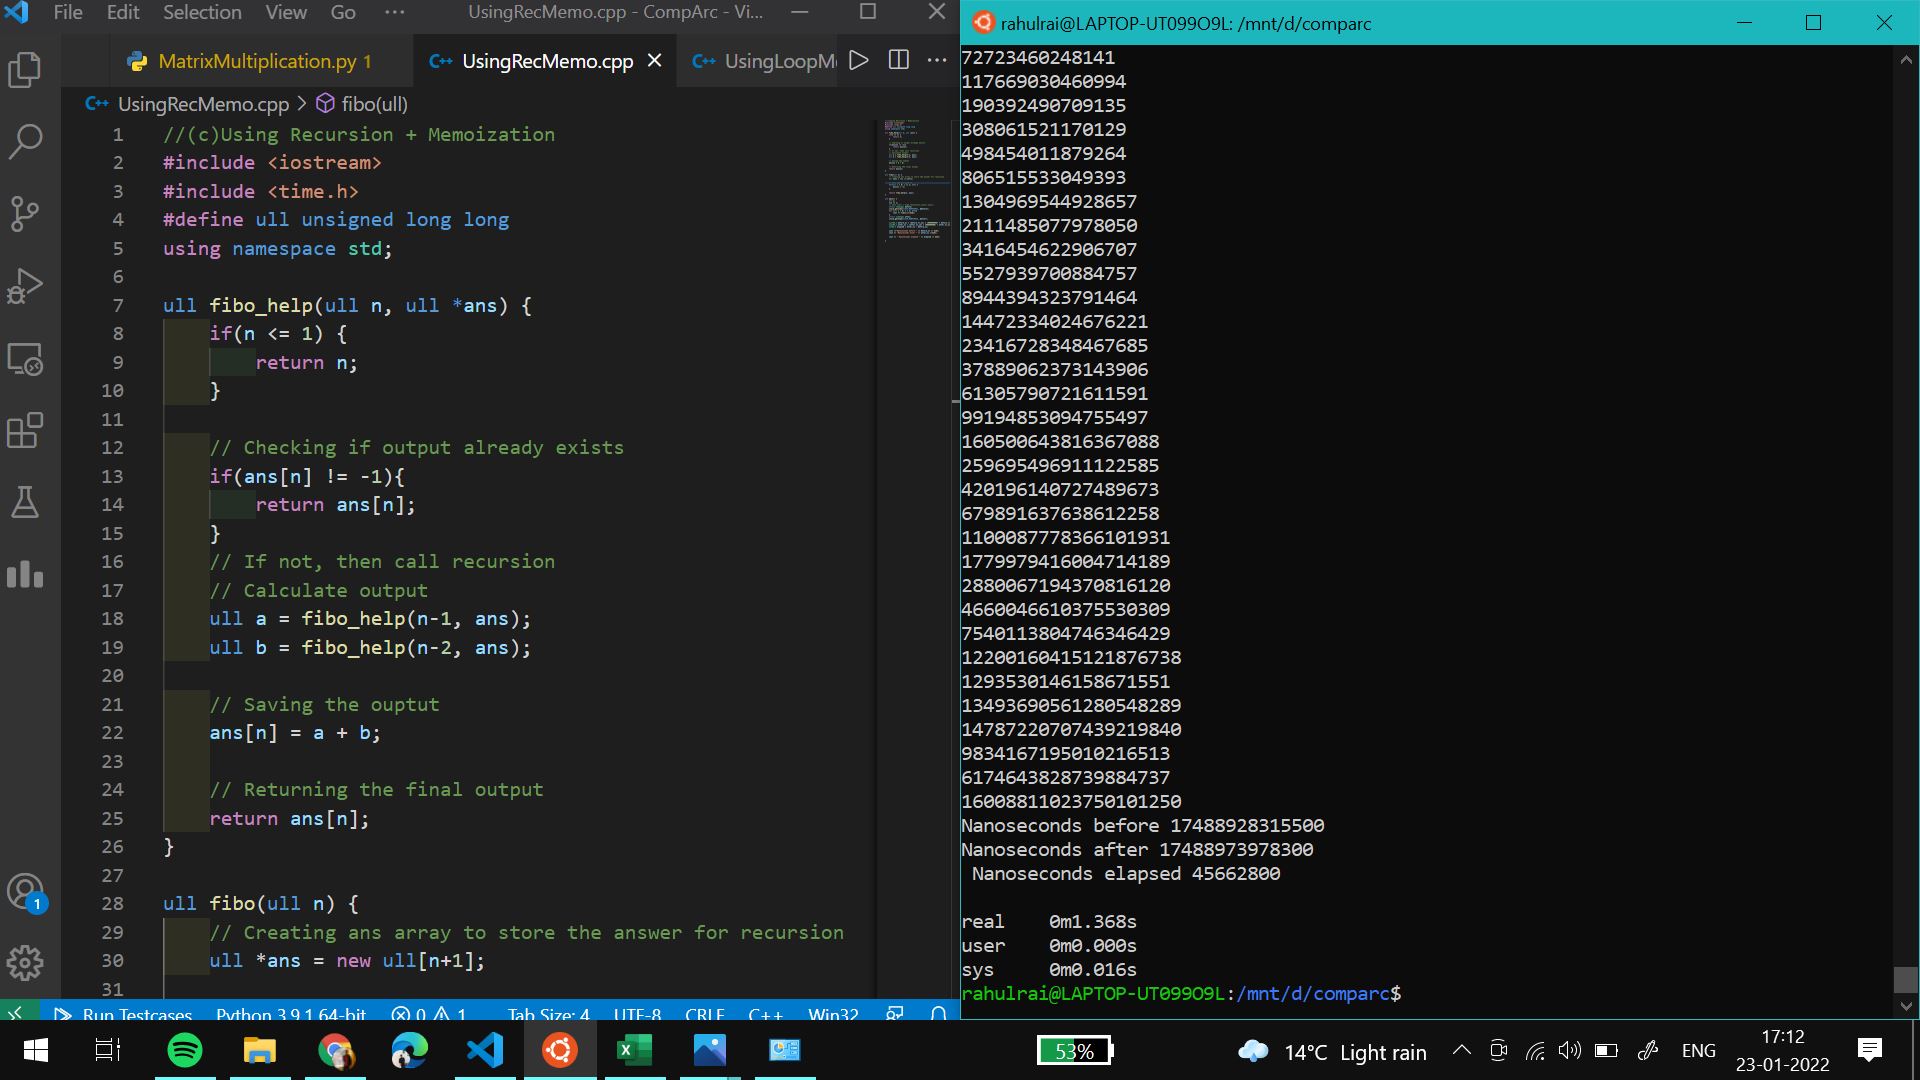 File Edit Selection View Go ··· UsingRecMemo.cpp - CompArc - Vi...
MatrixMultiplication.py 1 UsingRecMemo.cpp UsingLoopM
UsingRecMemo.cpp > fibo(ull)
1 //(c)Using Recursion + Memoization
2 #include <iostream>
3 #include <time.h>
4 #define ull unsigned long long
5 using namespace std;
6
7 ull fibo_help(ull n, ull *ans) {
8 if(n <= 1) {
9 return n;
10 }
11
12 // Checking if output already exists
13 if(ans[n] != -1){
14 return ans[n];
15 }
16 // If not, then call recursion
17 // Calculate output
18 ull a = fibo_help(n-1, ans);
19 ull b = fibo_help(n-2, ans);
20
21 // Saving the ouptut
22 ans[n] = a + b;
23
24 // Returning the final output
25 return ans[n];
26 }
27
28 ull fibo(ull n) {
29 // Creating ans array to store the answer for recursion
30 ull *ans = new ull[n+1];
31
1
Run Testcases Python 3.9.1 64-bit 0 1 Tab Size: 4 UTF-8 CRLF C++ Win32
rahulrai@LAPTOP-UT099O9L: /mnt/d/comparc
72723460248141
117669030460994
190392490709135
308061521170129
498454011879264
806515533049393
1304969544928657
2111485077978050
3416454622906707
5527939700884757
8944394323791464
14472334024676221
23416728348467685
37889062373143906
61305790721611591
99194853094755497
160500643816367088
259695496911122585
420196140727489673
679891637638612258
1100087778366101931
1779979416004714189
2880067194370816120
4660046610375530309
7540113804746346429
12200160415121876738
1293530146158671551
13493690561280548289
14787220707439219840
9834167195010216513
6174643828739884737
16008811023750101250
Nanoseconds before 17488928315500
Nanoseconds after 17488973978300
Nanoseconds elapsed 45662800
real 0m1.368s
user 0m0.000s
sys 0m0.016s
rahulrai@LAPTOP-UT099O9L:/mnt/d/comparc$
53% 14°C Light rain ENG 17:12
23-01-2022